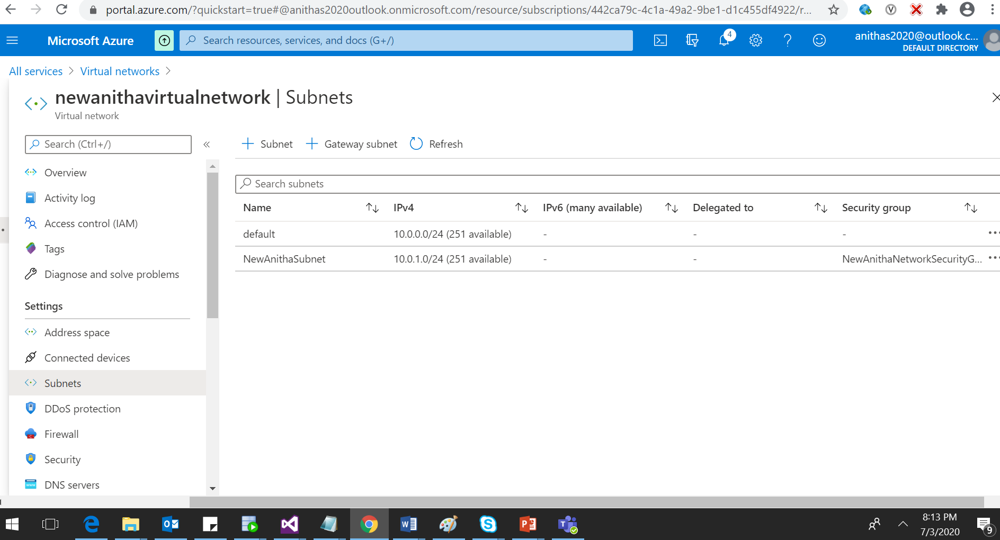 portal.azure.com/?quickstart=true#@anithas2020outlook.onmicrosoft.com/resource/subscriptions/442ca79c-4c1a-49a2-9be1-d1c455df4922/r...
Microsoft Azure
Search resources, services, and docs (G+/)
4
anithas2020@outlook.c...
DEFAULT DIRECTORY
All services > Virtual networks >
newanithavirtualnetwork | Subnets
Virtual network
Search (Ctrl+/)
Overview
Activity log
Access control (IAM)
Tags
Diagnose and solve problems
Settings
Address space
Connected devices
Subnets
DDoS protection
Firewall
Security
DNS servers
+ Subnet + Gateway subnet Refresh
Search subnets
Name IPv4 IPv6 (many available) Delegated to Security group
default 10.0.0.0/24 (251 available) - - -
NewAnithaSubnet 10.0.1.0/24 (251 available) - - NewAnithaNetworkSecurityG...
8:13 PM
7/3/2020
9